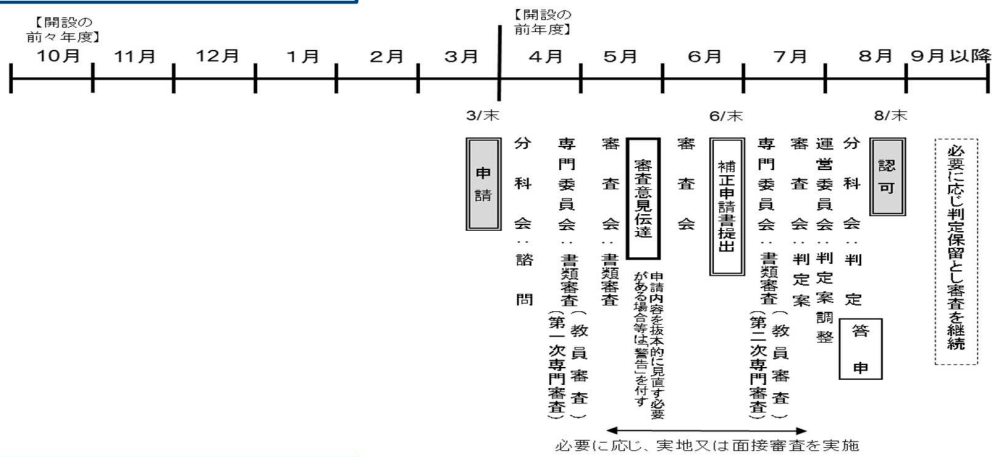 【開設の
前々年度】
【開設の
前年度】
10月 11月 12月 1月 2月 3月 4月 5月 6月 7月 8月 9月以降
3/末
6/末
8/末
申請
分科会：諮問
専門委員会：書類審査（教員審査）
（第一次専門審査）
審査会：書類審査
審査意見伝達
申請内容を抜本的に見直す必要
がある場合等は「警告」を付す
審査会
補正申請書提出
専門委員会：書類審査（教員審査）
（第二次専門審査）
審査会：判定案
運営委員会：判定案調整
分科会：判定
答申
認可
必要に応じ判定保留とし審査を継続
必要に応じ、実地又は面接審査を実施